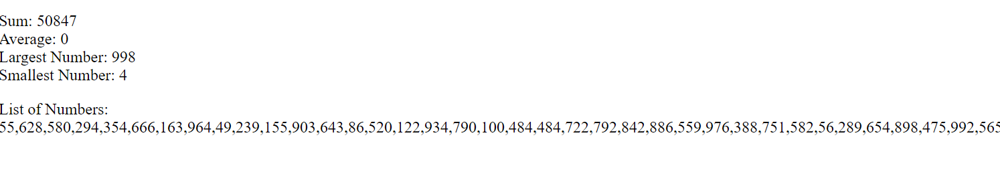 Sum: 50847
Average: 0
Largest Number: 998
Smallest Number: 4
List of Numbers:
55,628,580,294,354,666,163,964,49,239,155,903,643,86,520,122,934,790,100,484,484,722,792,842,886,559,976,388,751,582,56,289,654,898,475,992,565